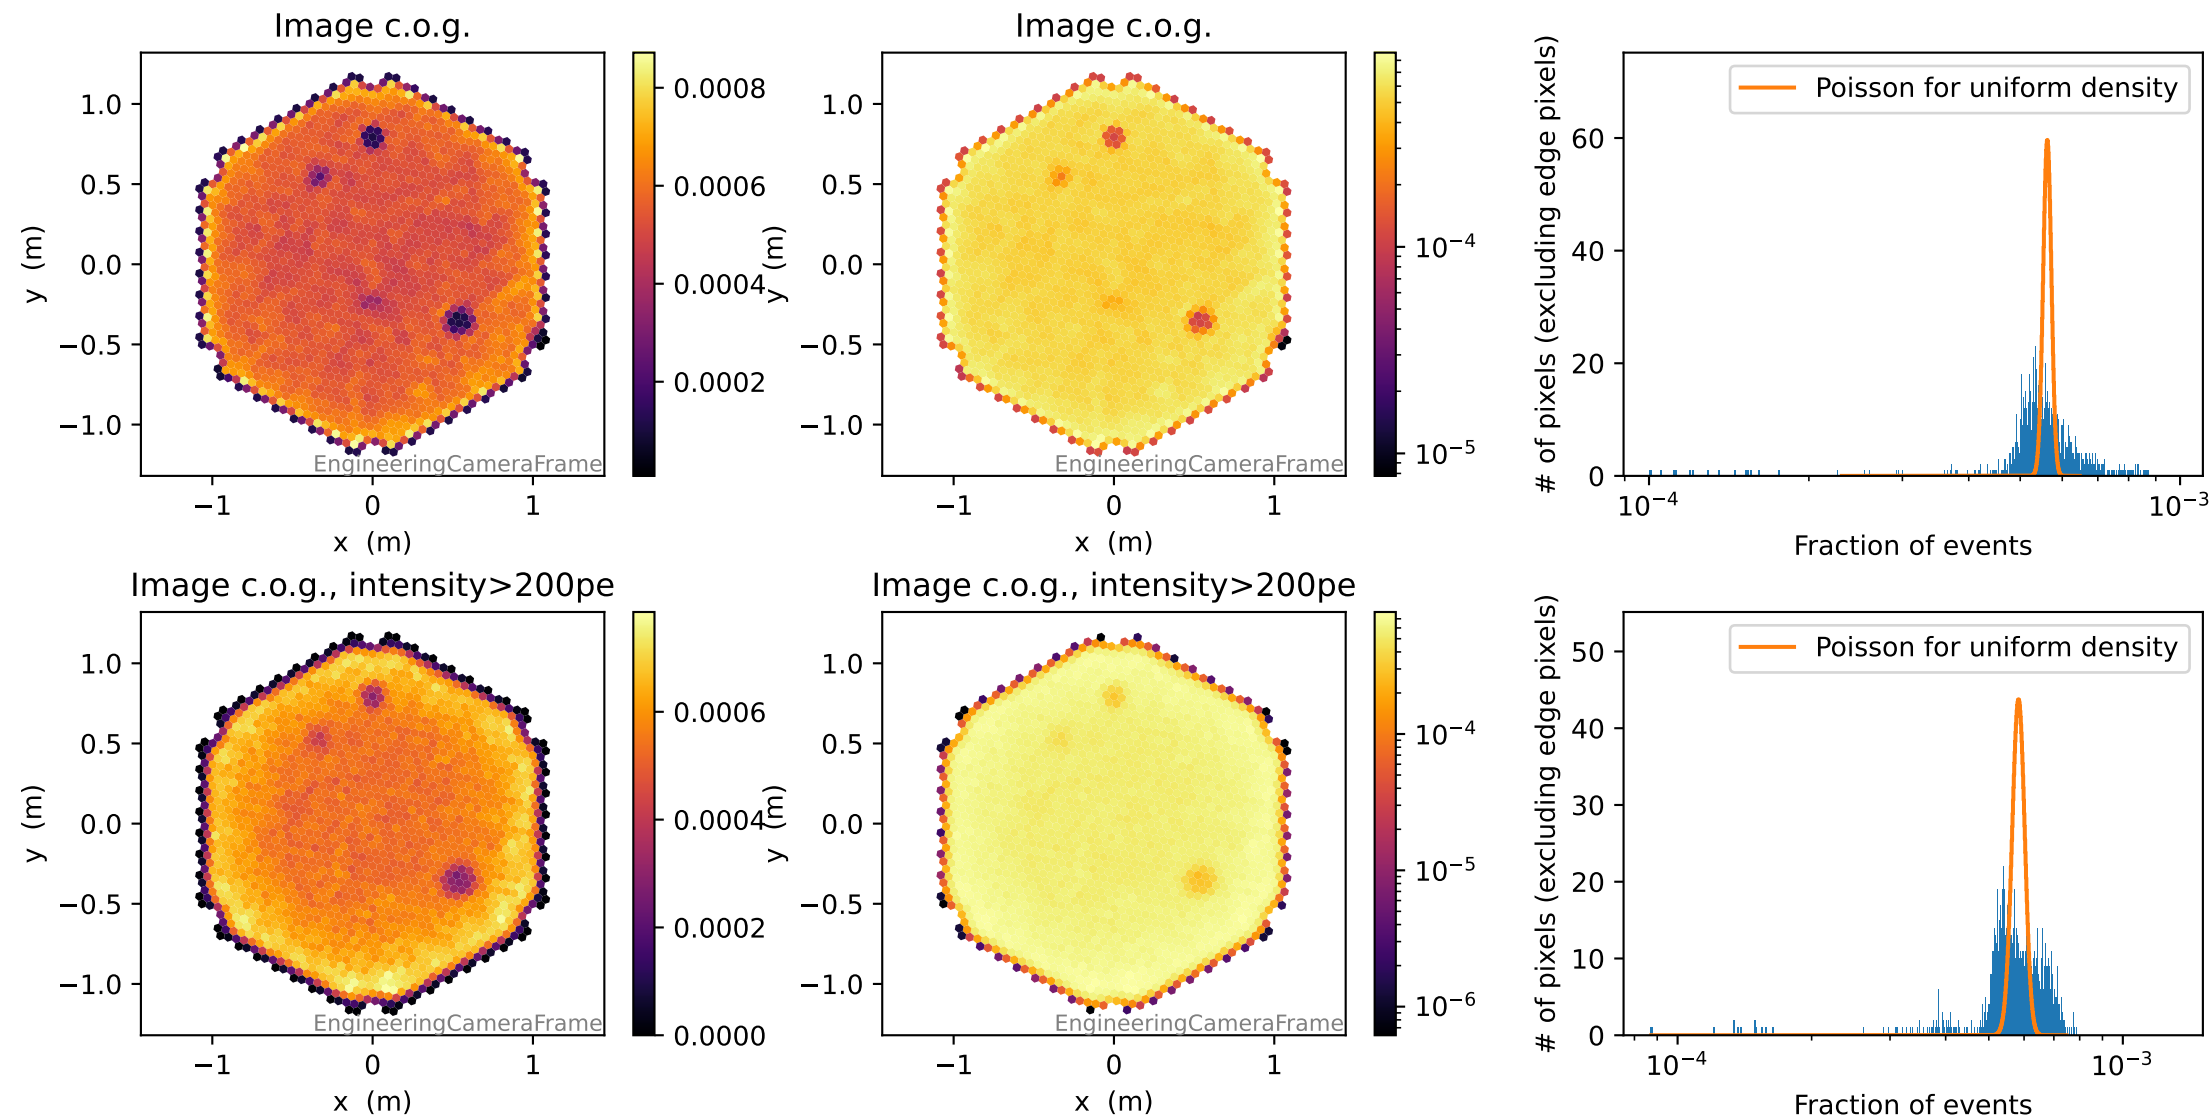 Image c.o.g.
1.0
0.5
0.0
−0.5
−1.0
y (m)
−1
0
1
x (m)
EngineeringCameraFrame
0.0008
0.0006
0.0004
0.0002
Image c.o.g.
1.0
0.5
0.0
−0.5
−1.0
y (m)
−1
0
1
x (m)
EngineeringCameraFrame
10⁻⁴
10⁻⁵
# of pixels (excluding edge pixels)
60
40
20
0
Poisson for uniform density
10⁻⁴
10⁻³
Fraction of events
Image c.o.g., intensity>200pe
1.0
0.5
0.0
−0.5
−1.0
y (m)
−1
0
1
x (m)
EngineeringCameraFrame
0.0006
0.0004
0.0002
0.0000
Image c.o.g., intensity>200pe
1.0
0.5
0.0
−0.5
−1.0
y (m)
−1
0
1
x (m)
EngineeringCameraFrame
10⁻⁴
10⁻⁵
10⁻⁶
# of pixels (excluding edge pixels)
50
40
30
20
10
0
Poisson for uniform density
10⁻⁴
10⁻³
Fraction of events